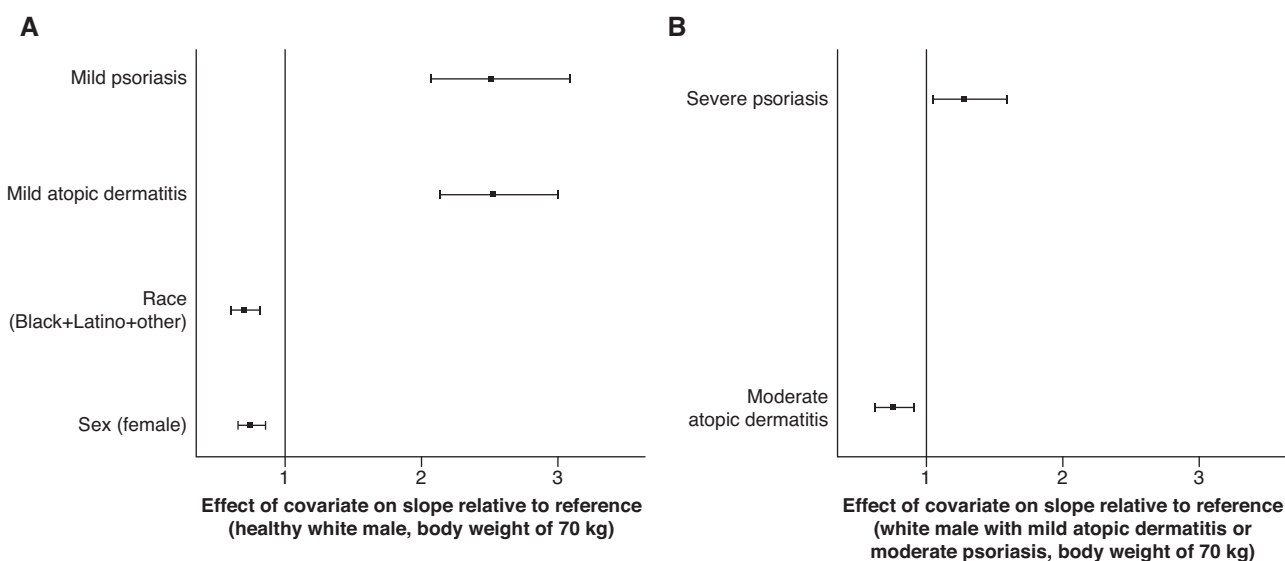 A
Mild psoriasis
Mild atopic dermatitis
Race
(Black+Latino+other)
Sex (female)
1
2
3
Effect of covariate on slope relative to reference
(healthy white male, body weight of 70 kg)
B
Severe psoriasis
Moderate
atopic dermatitis
1
2
3
Effect of covariate on slope relative to reference
(white male with mild atopic dermatitis or
moderate psoriasis, body weight of 70 kg)